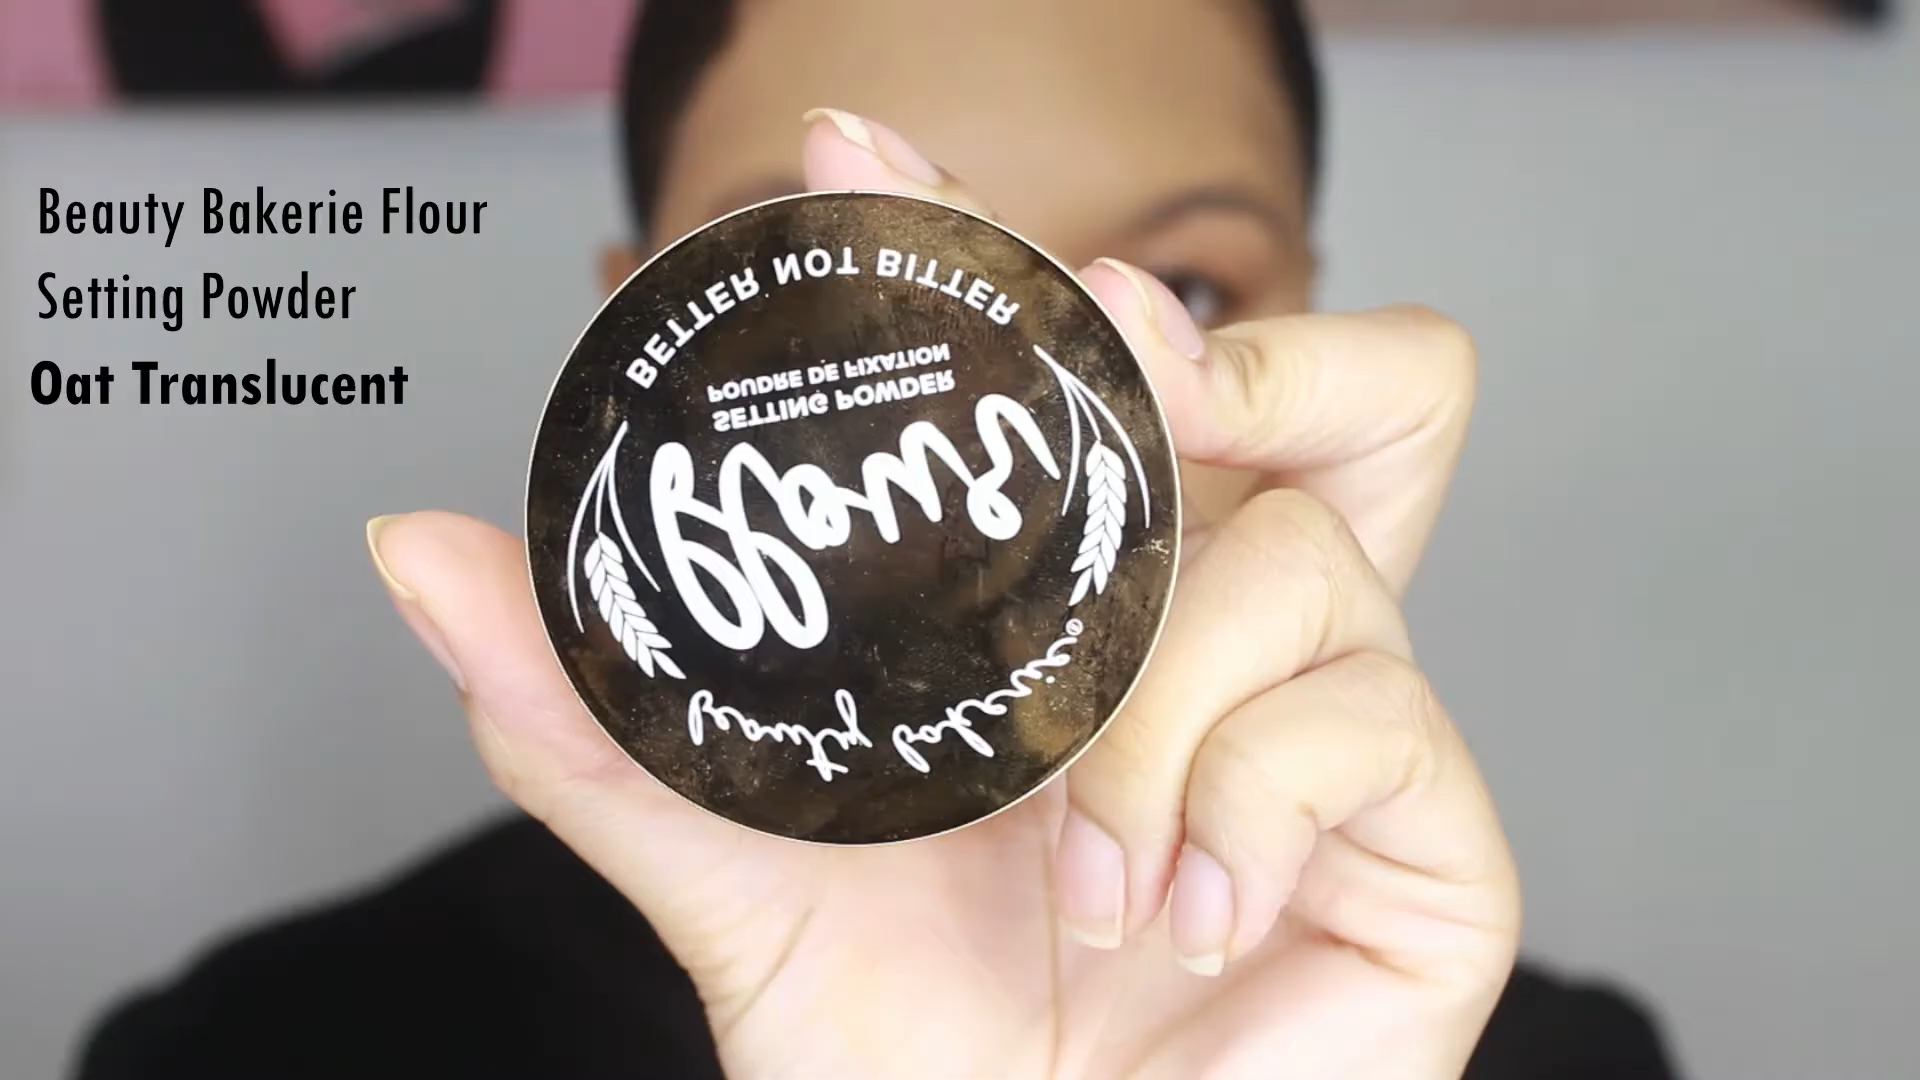 Beauty Bakerie Flour
Setting Powder
Oat Translucent
BETTER NOT BITTER
POUDRE DE FIXATION
SETTING POWDER
flour
beauty bakerie®